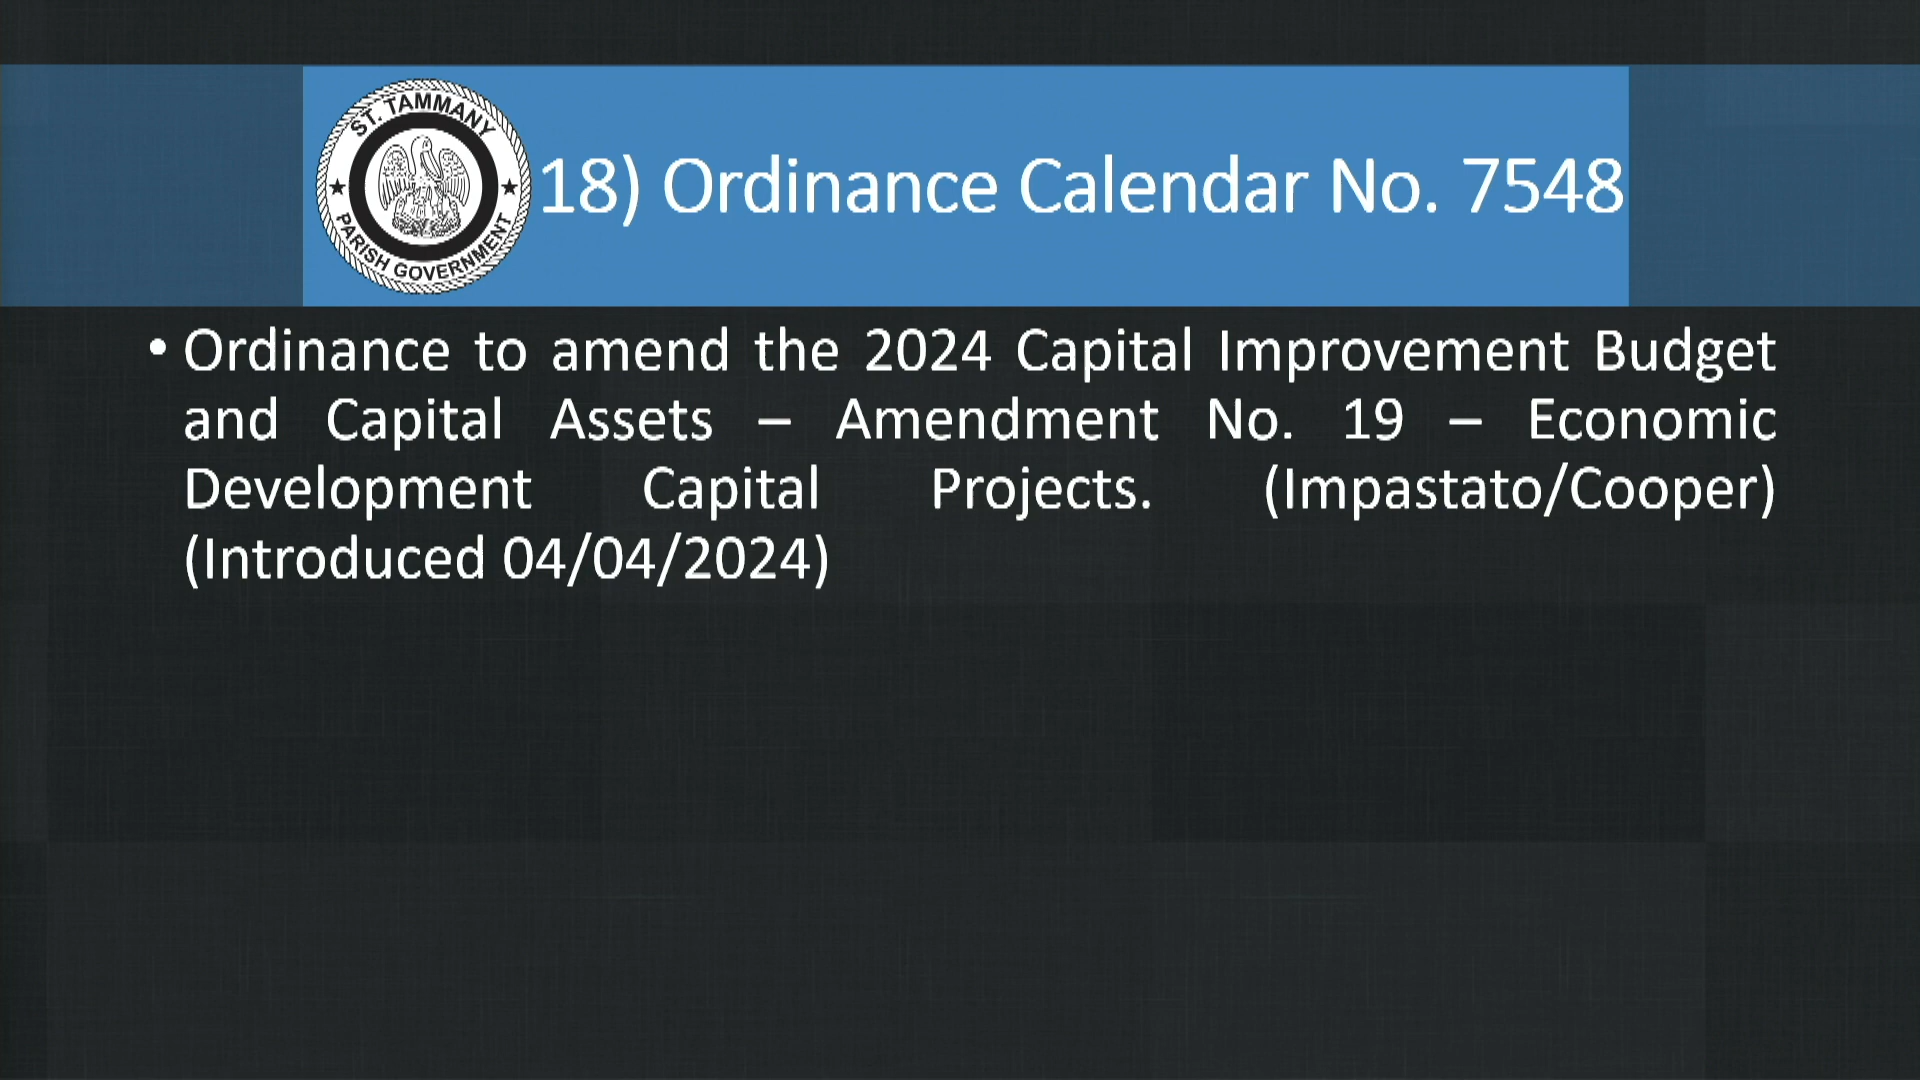 ST. TAMMANY
PARISH GOVERNMENT
18) Ordinance Calendar No. 7548
• Ordinance to amend the 2024 Capital Improvement Budget
and Capital Assets – Amendment No. 19 – Economic
Development Capital Projects. (Impastato/Cooper)
(Introduced 04/04/2024)